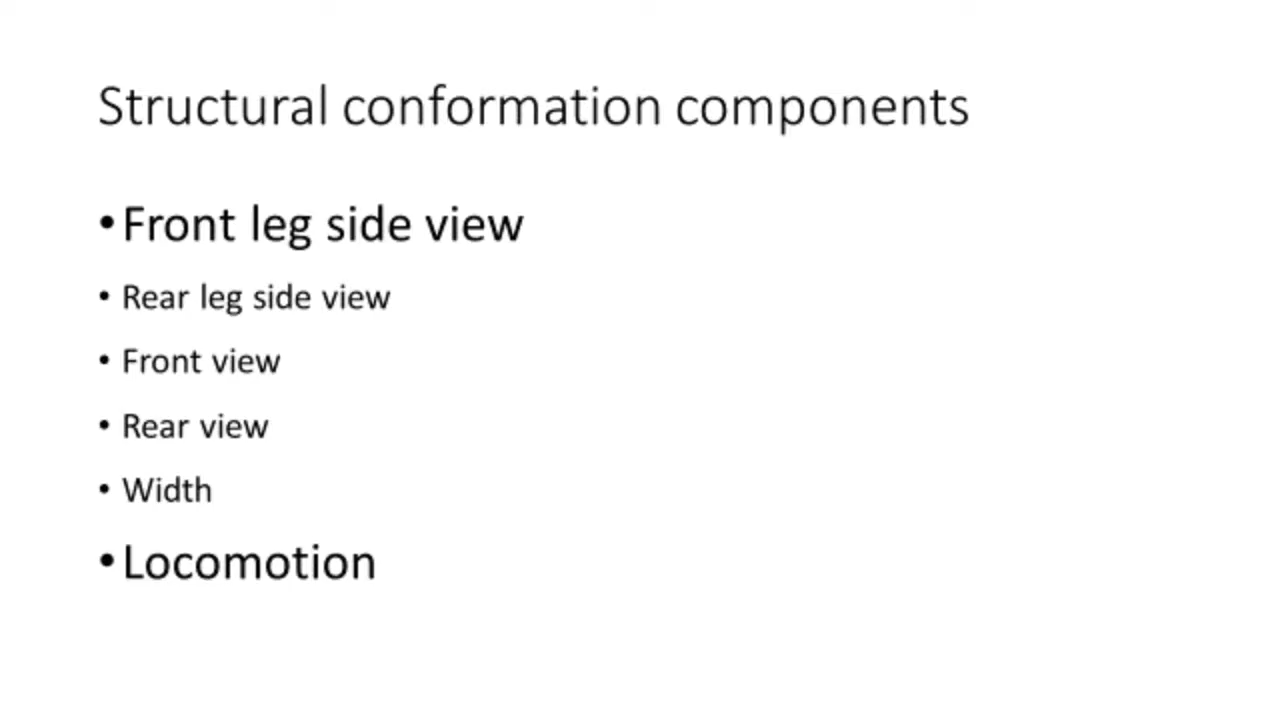 Structural conformation components
• Front leg side view
• Rear leg side view
• Front view
• Rear view
• Width
• Locomotion